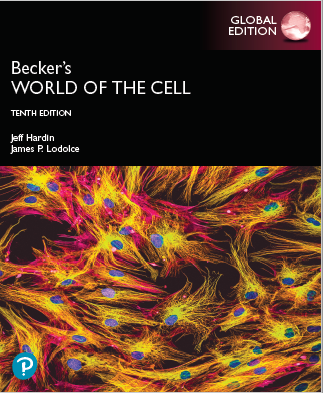 GLOBAL
EDITION
Becker's
WORLD OF THE CELL
TENTH EDITION
Jeff Hardin
James P. Lodolce
P